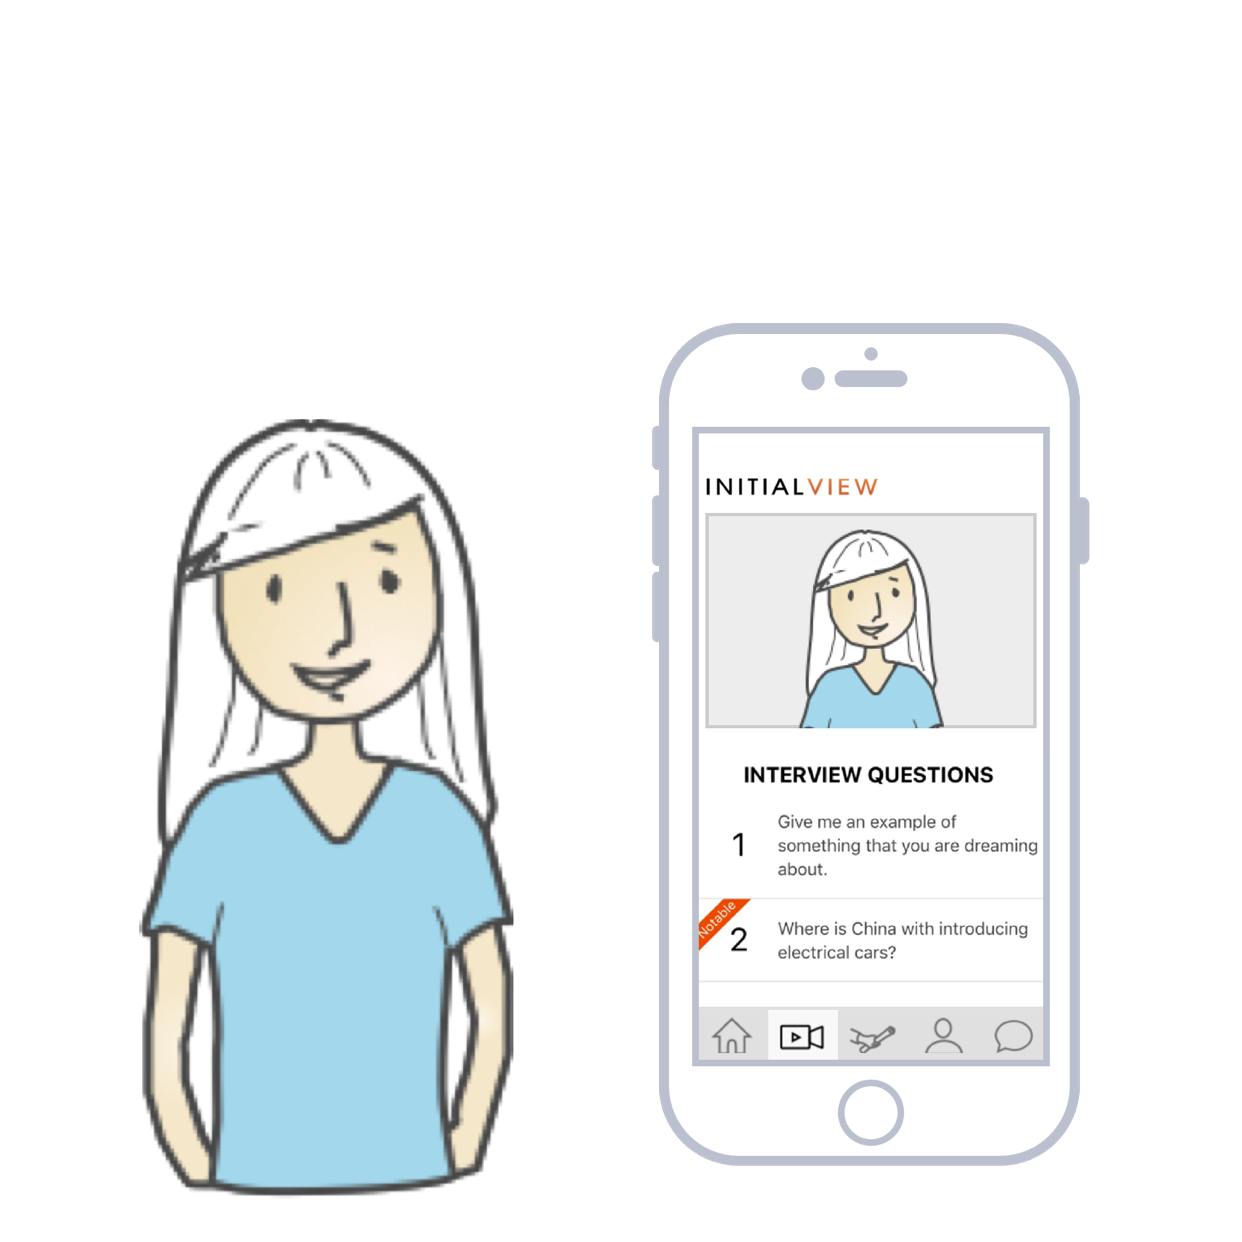 INITIALVIEW
INTERVIEW QUESTIONS
1
Give me an example of
something that you are dreaming
about.
Notable
2
Where is China with introducing
electrical cars?